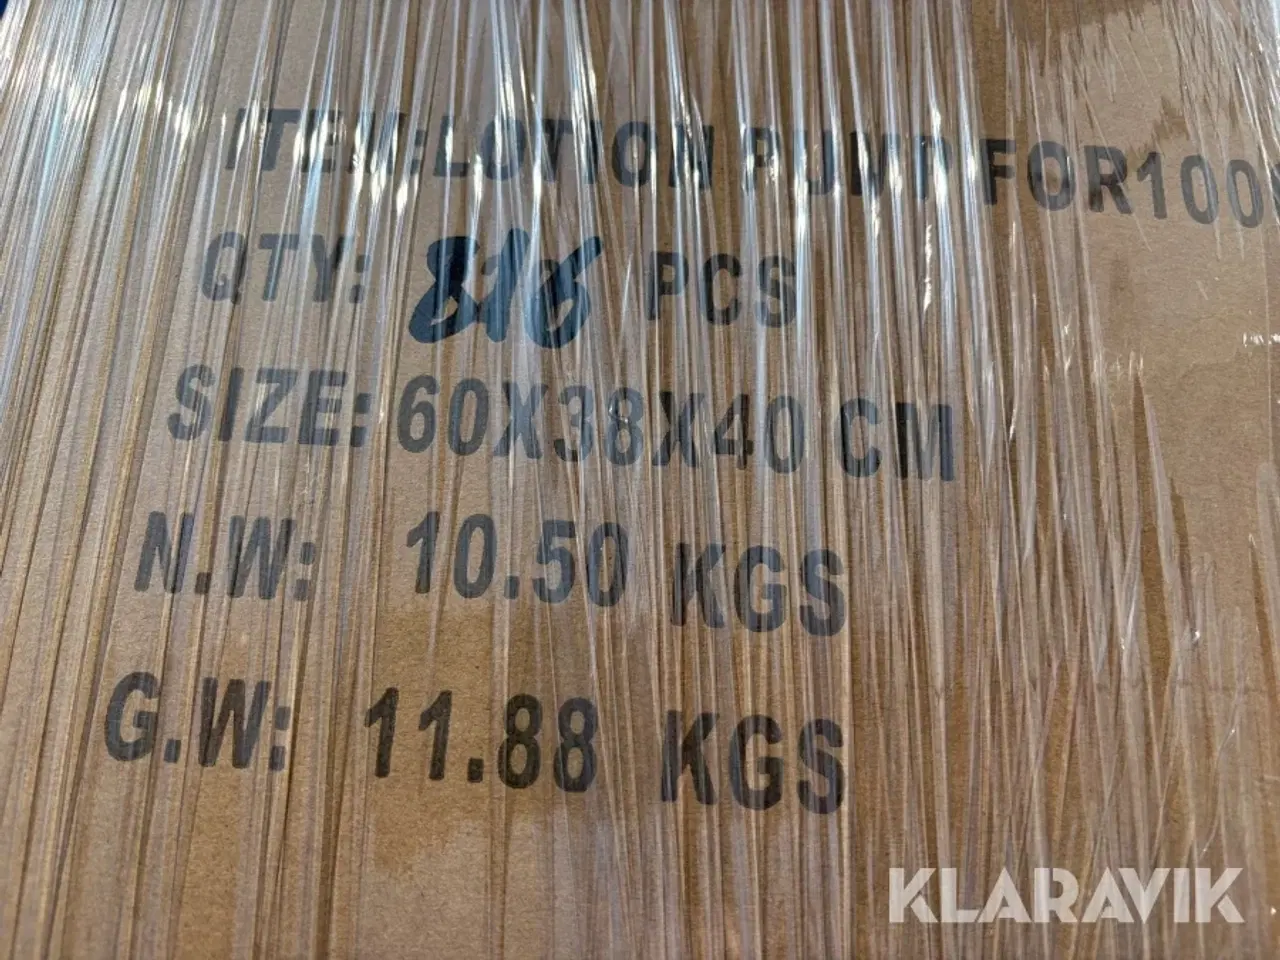 ITEM:LOTION PUMP FOR100
QTY: 816 PCS
SIZE:60X38X40 CM
N.W: 10.50 KGS
G.W: 11.88 KGS
KLARAVIK